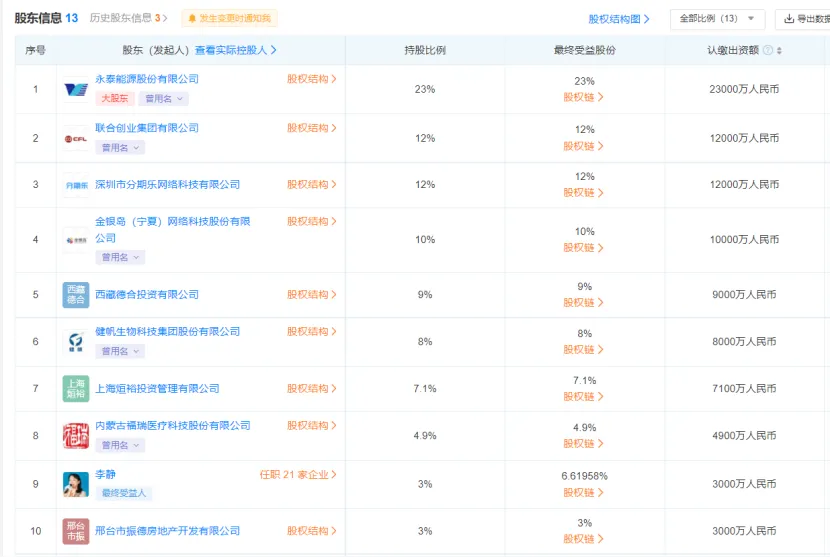 股东信息 13 历史股东信息 3 > 发生变更时通知我 股权结构图 > 全部比例（13） 导出数据
序号 股东（发起人）查看实际控股人 > 持股比例 最终受益股份 认缴出资额
1 永泰能源股份有限公司 股权结构 > 23% 23% 23000万人民币
大股东 曾用名 股权链 >
2 联合创业集团有限公司 股权结构 > 12% 12% 12000万人民币
CFL 曾用名 股权链 >
3 分期乐 深圳市分期乐网络科技有限公司 股权结构 > 12% 12% 12000万人民币
股权链 >
4 金银岛（宁夏）网络科技股份有限 股权结构 > 10% 10% 10000万人民币
公司 股权链 >
曾用名
5 西藏 西藏德合投资有限公司 股权结构 > 9% 9% 9000万人民币
德合 股权链 >
6 健帆生物科技集团股份有限公司 股权结构 > 8% 8% 8000万人民币
曾用名 股权链 >
7 上海 上海烜裕投资管理有限公司 股权结构 > 7.1% 7.1% 7100万人民币
烜裕 股权链 >
8 内蒙古福瑞医疗科技股份有限公司 股权结构 > 4.9% 4.9% 4900万人民币
曾用名 股权链 >
9 李静 任职 21 家企业 > 3% 6.61958% 3000万人民币
最终受益人 股权链 >
10 邢台 邢台市振德房地产开发有限公司 股权结构 > 3% 3% 3000万人民币
市振 股权链 >